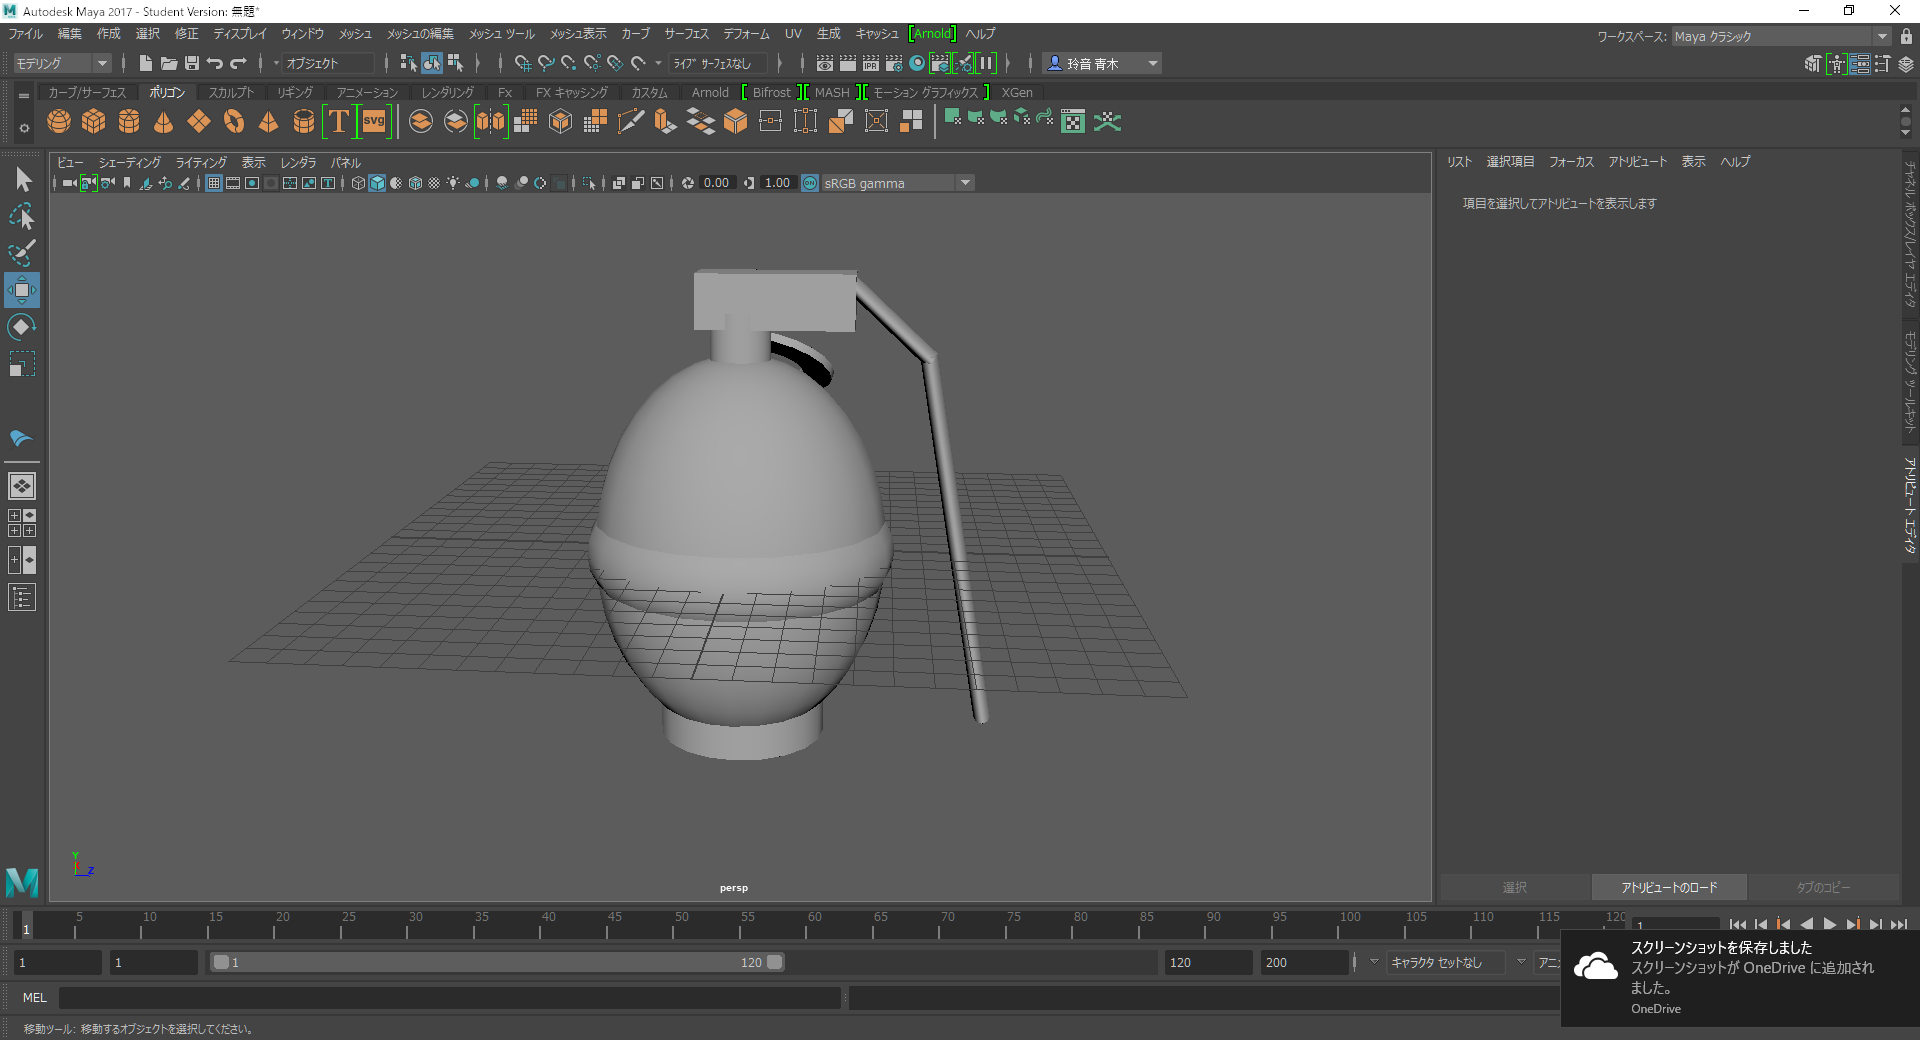 Autodesk Maya 2017 - Student Version: 無題*
ファイル 編集 作成 選択 修正 ディスプレイ ウィンドウ メッシュ メッシュの編集 メッシュ ツール メッシュ表示 カーブ サーフェス デフォーム UV 生成 キャッシュ [Arnold] ヘルプ
ワークスペース: Maya クラシック
モデリング オブジェクト ライブ サーフェスなし 玲音 青木
カーブ/サーフェス ポリゴン スカルプト リギング アニメーション レンダリング Fx FX キャッシング カスタム Arnold Bifrost MASH モーション グラフィックス XGen
T svg
ビュー シェーディング ライティング 表示 レンダラ パネル
0.00 1.00 sRGB gamma
リスト 選択項目 フォーカス アトリビュート 表示 ヘルプ
項目を選択してアトリビュートを表示します
チャネル ボックス/レイヤ エディタ
モデリング ツールキット
アトリビュート エディタ
Y
Z
persp
選択 アトリビュートのロード タブのコピー
1 5 10 15 20 25 30 35 40 45 50 55 60 65 70 75 80 85 90 95 100 105 110 115 120
1
1 1 1 120 120 200 キャラクタ セットなし アニ
MEL
移動ツール: 移動するオブジェクトを選択してください。
スクリーンショットを保存しました
スクリーンショットが OneDrive に追加され
ました。
OneDrive